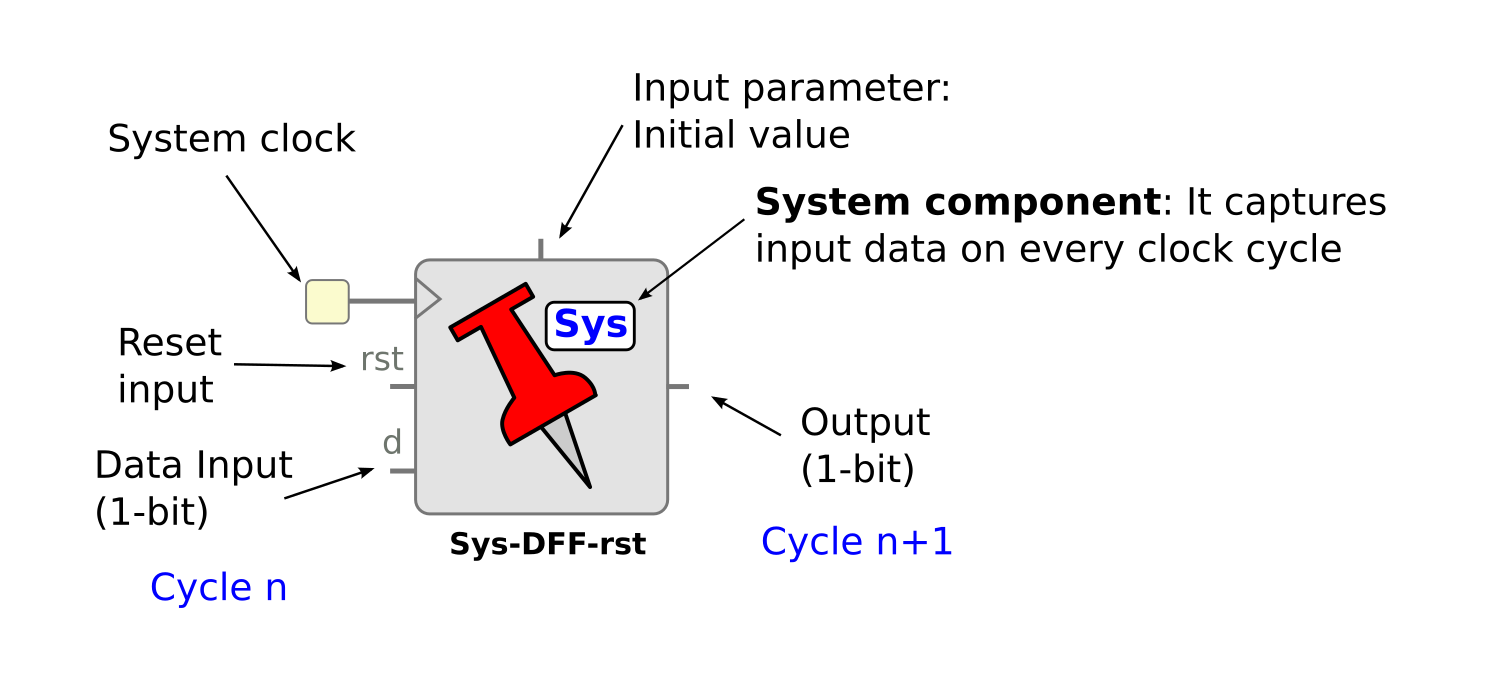 Input parameter:
Initial value
System clock
System component: It captures
input data on every clock cycle
Sys
Reset
input
rst
d
Data Input
(1-bit)
Output
(1-bit)
Sys-DFF-rst
Cycle n+1
Cycle n